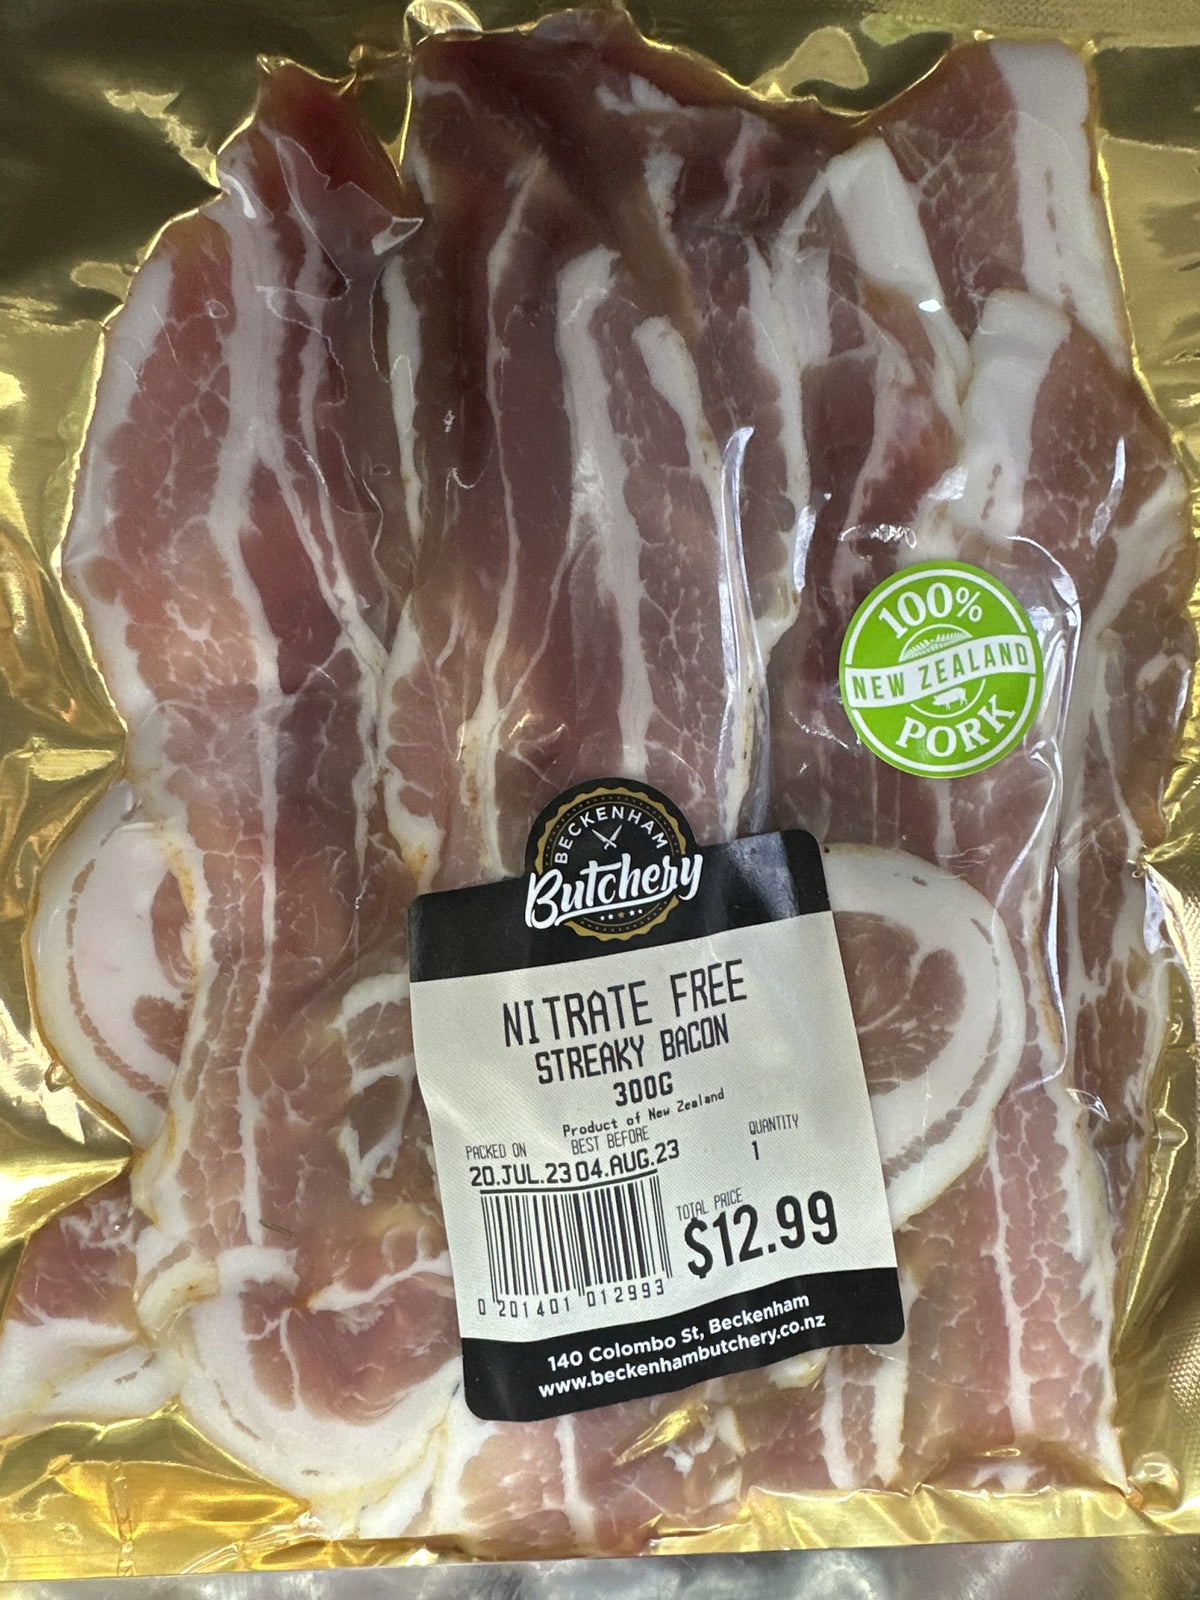 100%
NEW ZEALAND
PORK
BECKENHAM
Butchery
NITRATE FREE
STREAKY BACON
300G
Product of New Zealand
PACKED ON BEST BEFORE QUANTITY
20.JUL.23 04.AUG.23 1
TOTAL PRICE
$12.99
0 201401 012993
140 Colombo St, Beckenham
www.beckenhambutchery.co.nz